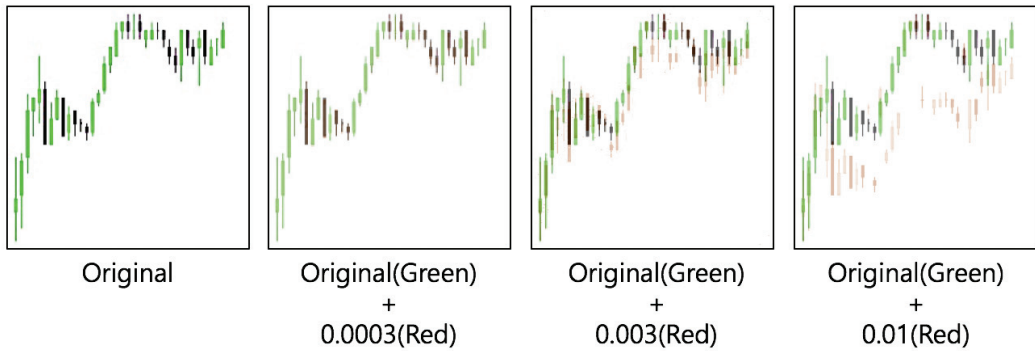 Original
Original(Green)
+
0.0003(Red)
Original(Green)
+
0.003(Red)
Original(Green)
+
0.01(Red)